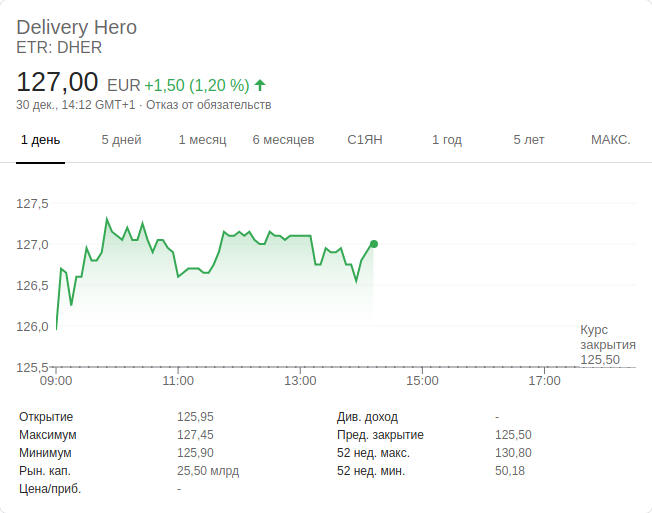 Delivery Hero
ETR: DHER
127,00 EUR +1,50 (1,20 %)
30 дек., 14:12 GMT+1 · Отказ от обязательств
1 день 5 дней 1 месяц 6 месяцев С1ЯН 1 год 5 лет МАКС.
127,5
127,0
126,5
126,0
125,5
Курс
закрытия
125,50
09:00 11:00 13:00 15:00 17:00
Открытие 125,95 Див. доход -
Максимум 127,45 Пред. закрытие 125,50
Минимум 125,90 52 нед. макс. 130,80
Рын. кап. 25,50 млрд 52 нед. мин. 50,18
Цена/приб. -